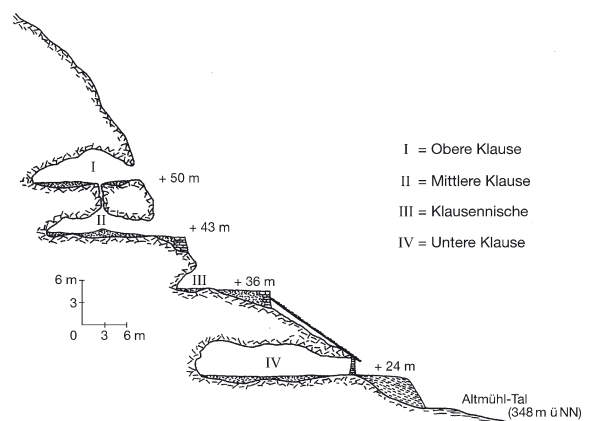 I
+ 50 m
II
+ 43 m
III
+ 36 m
6 m
3
0 3 6 m
IV
+ 24 m
Altmühl-Tal
(348 m ü NN)
I = Obere Klause
II = Mittlere Klause
III = Klausennische
IV = Untere Klause